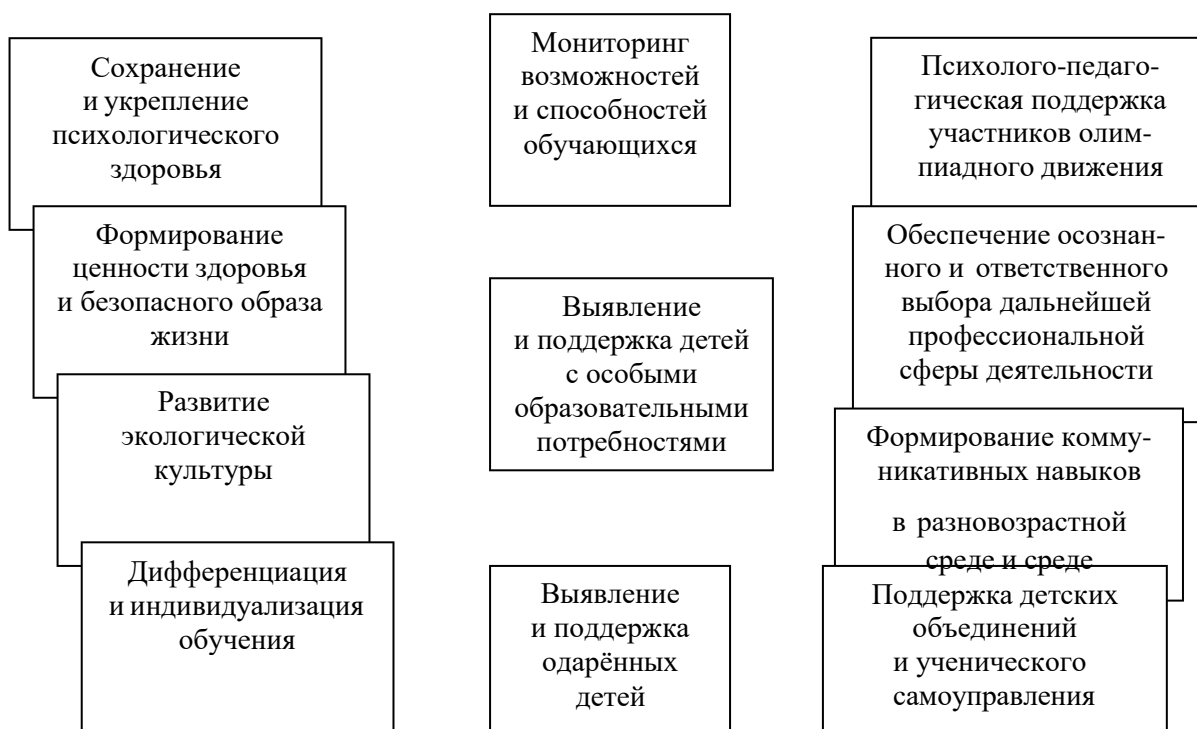 Сохранение
и укрепление
психологического
здоровья
Формирование
ценности здоровья
и безопасного образа
жизни
Развитие
экологической
культуры
Дифференциация
и индивидуализация
обучения
Мониторинг
возможностей
и способностей
обучающихся
Выявление
и поддержка детей
с особыми
образовательными
потребностями
Выявление
и поддержка
одарённых
детей
Психолого-педаго-
гическая поддержка
участников олим-
пиадного движения
Обеспечение осознан-
ного и ответственного
выбора дальнейшей
профессиональной
сферы деятельности
Формирование комму-
никативных навыков
в разновозрастной
среде и среде
Поддержка детских
объединений
и ученического
самоуправления